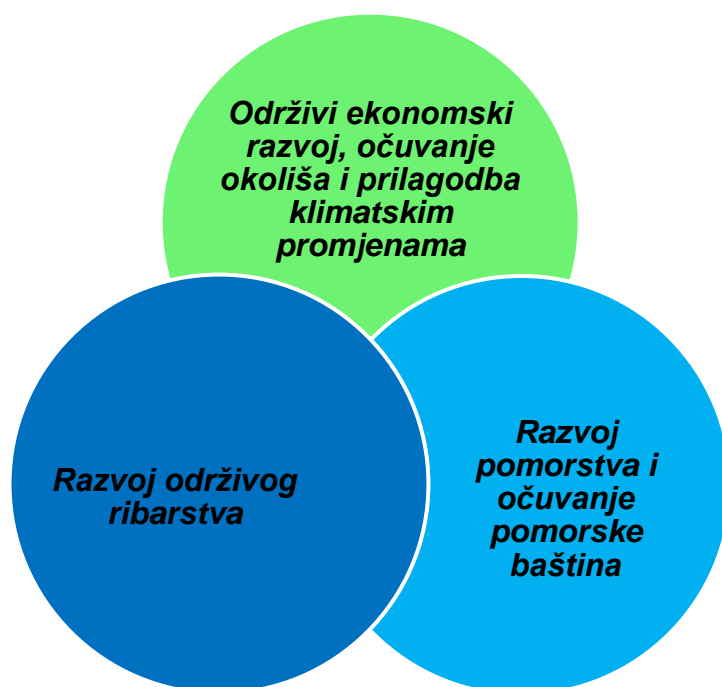 Održivi ekonomski
razvoj, očuvanje
okoliša i prilagodba
klimatskim
promjenama
Razvoj održivog
ribarstva
Razvoj
pomorstva i
očuvanje
pomorske
baština